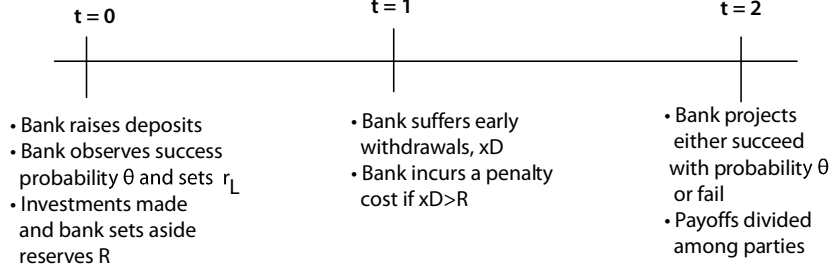 t = 0
t = 1
t = 2
• Bank raises deposits
• Bank observes success
probability θ and sets r_L
• Investments made
and bank sets aside
reserves R
• Bank suffers early
withdrawals, xD
• Bank incurs a penalty
cost if xD>R
• Bank projects
either succeed
with probability θ
or fail
• Payoffs divided
among parties